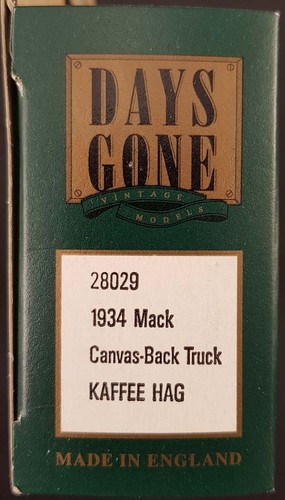 DAYS
GONE
VINTAGE
MODELS
28029
1934 Mack
Canvas-Back Truck
KAFFEE HAG
MADE IN ENGLAND